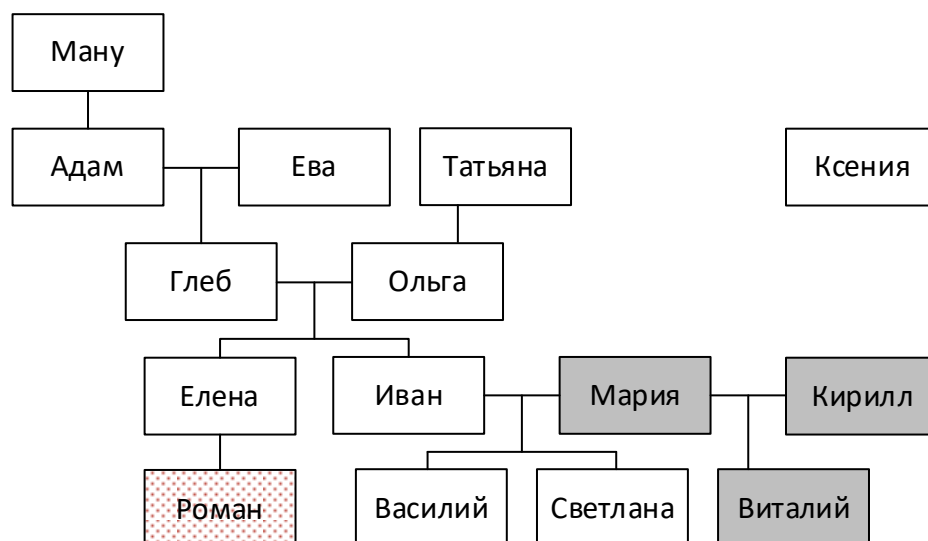 Ману
Адам
Ева
Татьяна
Ксения
Глеб
Ольга
Елена
Иван
Мария
Кирилл
Роман
Василий
Светлана
Виталий